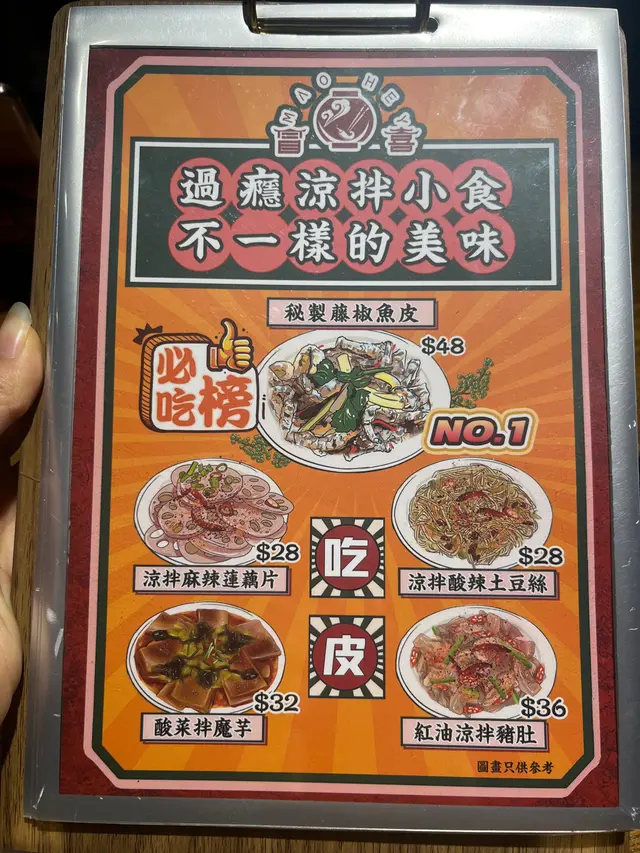 MAO HEY
冒喜
過癮涼拌小食
不一樣的美味
秘製藤椒魚皮
$48
必吃榜
NO.1
$28
涼拌麻辣蓮藕片
吃
$28
涼拌酸辣土豆絲
皮
$32
酸菜拌魔芋
$36
紅油涼拌豬肚
圖畫只供參考